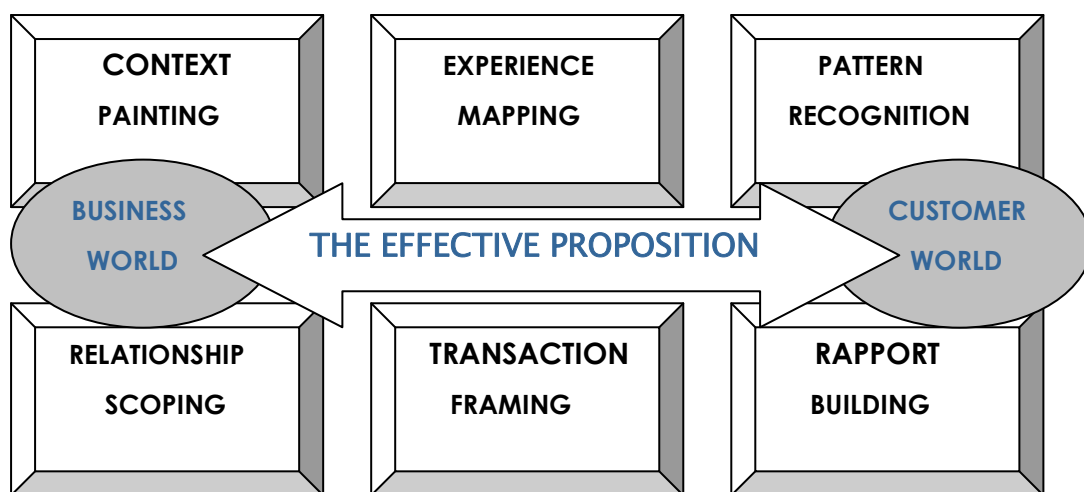 CONTEXT
PAINTING
EXPERIENCE
MAPPING
PATTERN
RECOGNITION
BUSINESS
WORLD
THE EFFECTIVE PROPOSITION
CUSTOMER
WORLD
RELATIONSHIP
SCOPING
TRANSACTION
FRAMING
RAPPORT
BUILDING